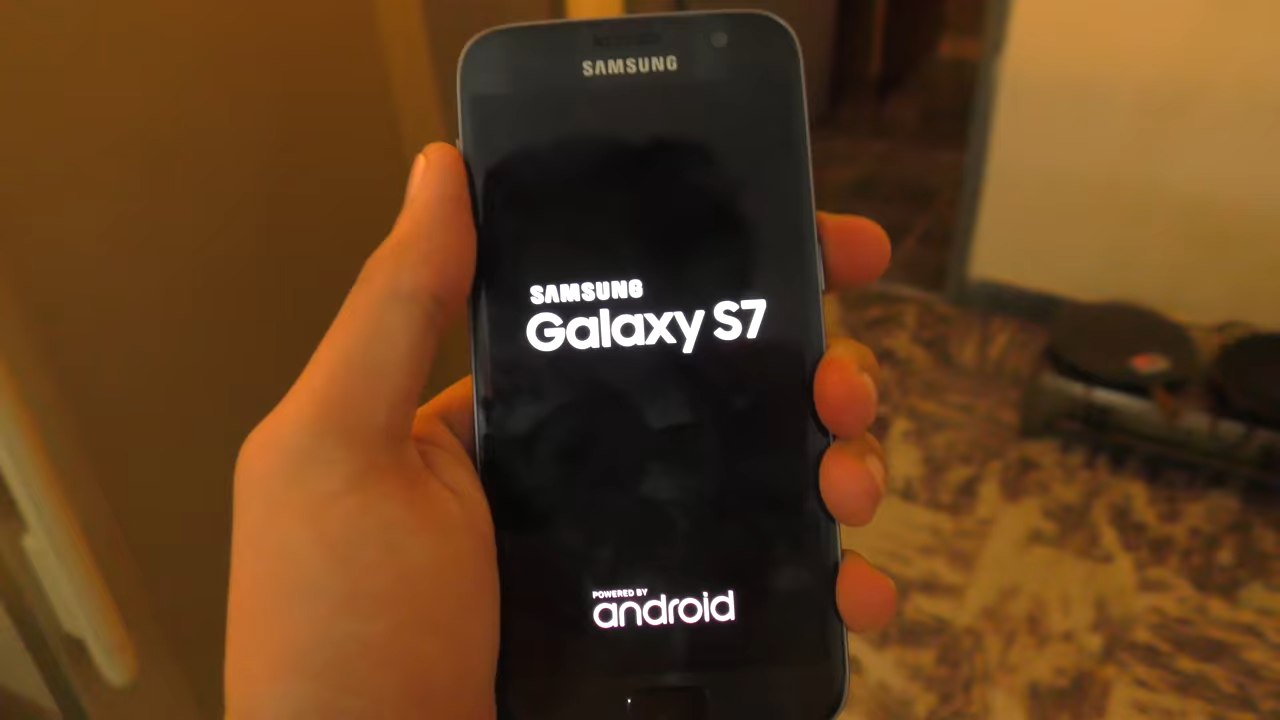 SAMSUNG
SAMSUNG
Galaxy S7
POWERED BY
android